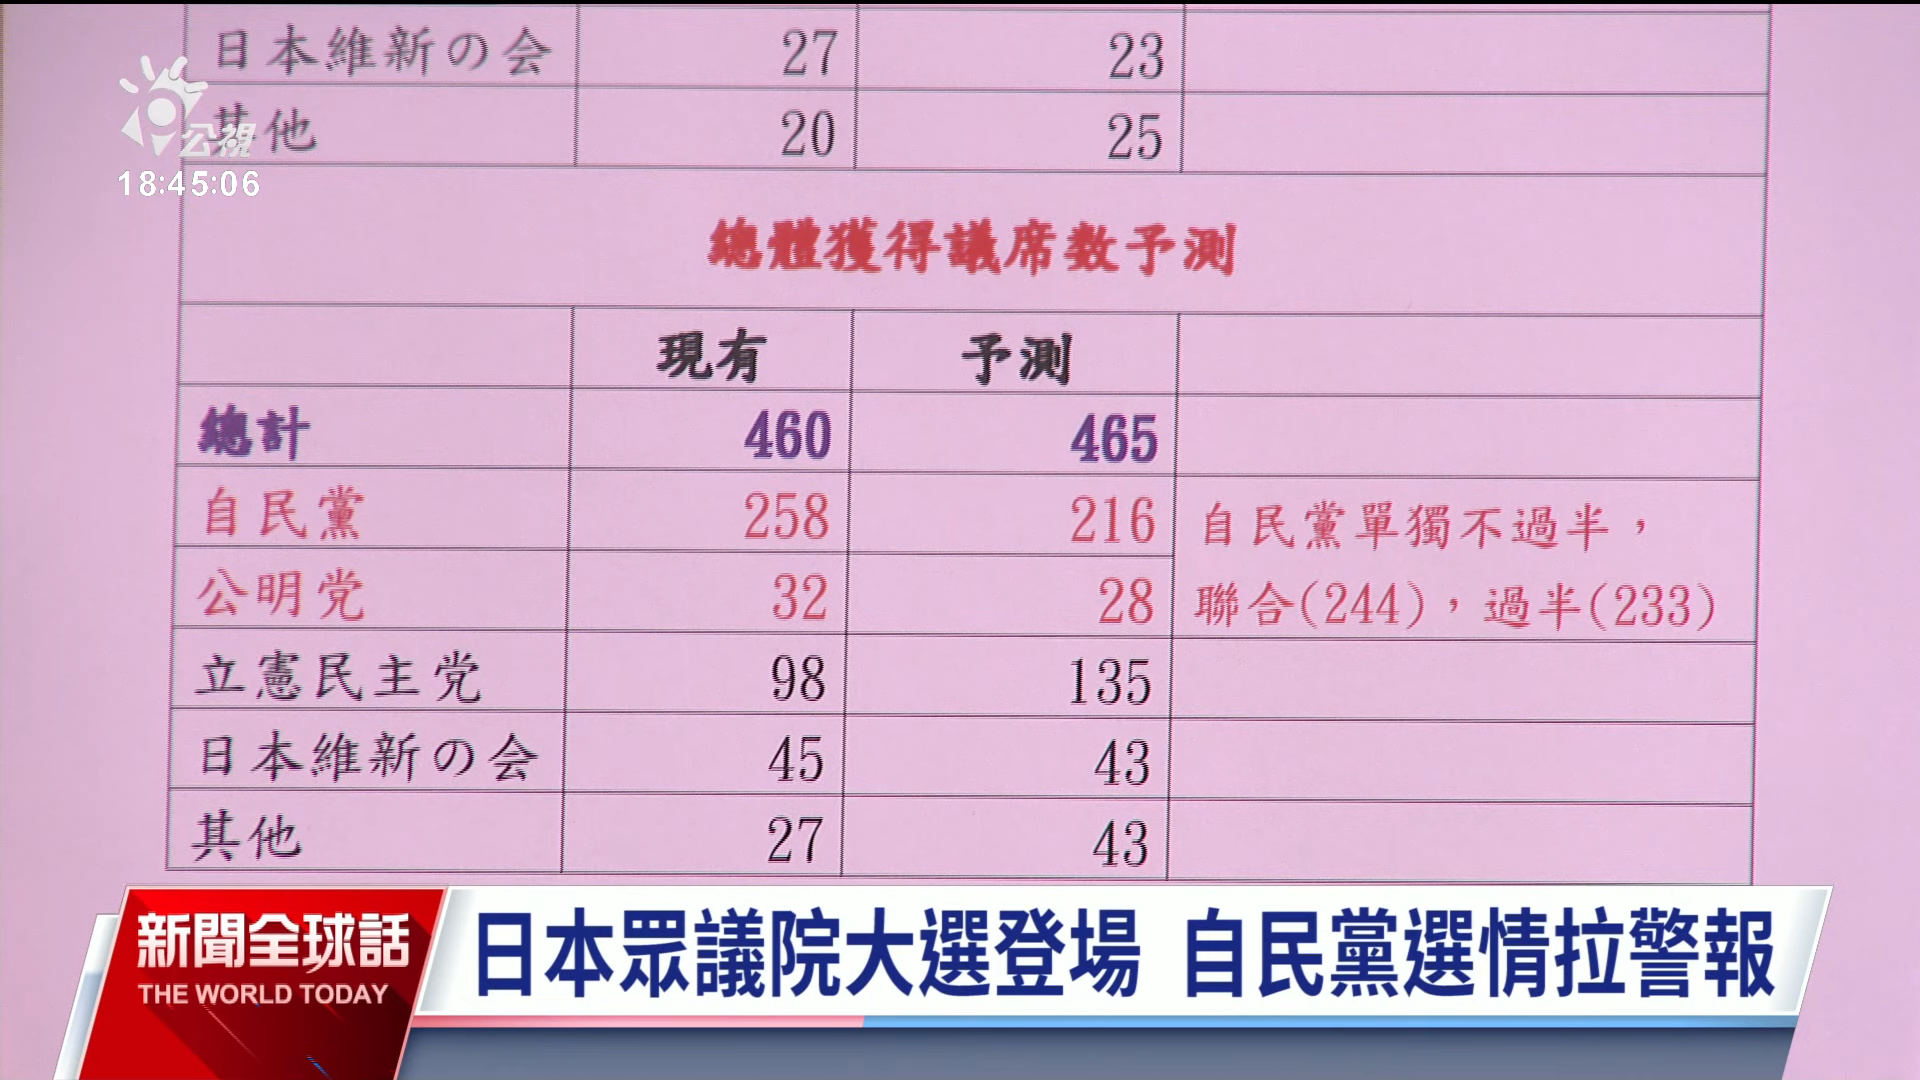 日本維新の会 27 23
其他 20 25
公視
18:45:06
總體獲得議席数予測
現有 予測
總計 460 465
自民黨 258 216 自民黨單獨不過半，
公明党 32 28 聯合(244)，過半(233)
立憲民主党 98 135
日本維新の会 45 43
其他 27 43
新聞全球話 日本眾議院大選登場 自民黨選情拉警報
THE WORLD TODAY